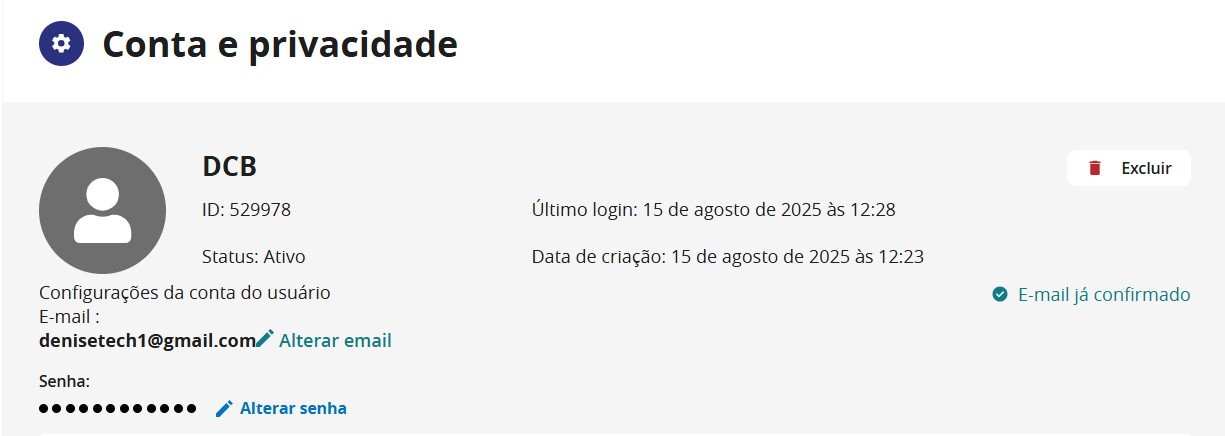 Conta e privacidade
DCB
Excluir
ID: 529978
Último login: 15 de agosto de 2025 às 12:28
Status: Ativo
Data de criação: 15 de agosto de 2025 às 12:23
Configurações da conta do usuário
E-mail já confirmado
E-mail :
denisetech1@gmail.com Alterar email
Senha:
●●●●●●●●●●●● Alterar senha